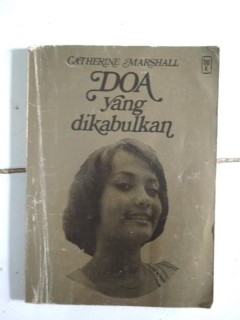 CATHERINE MARSHALL
DOA
yang
dikabulkan